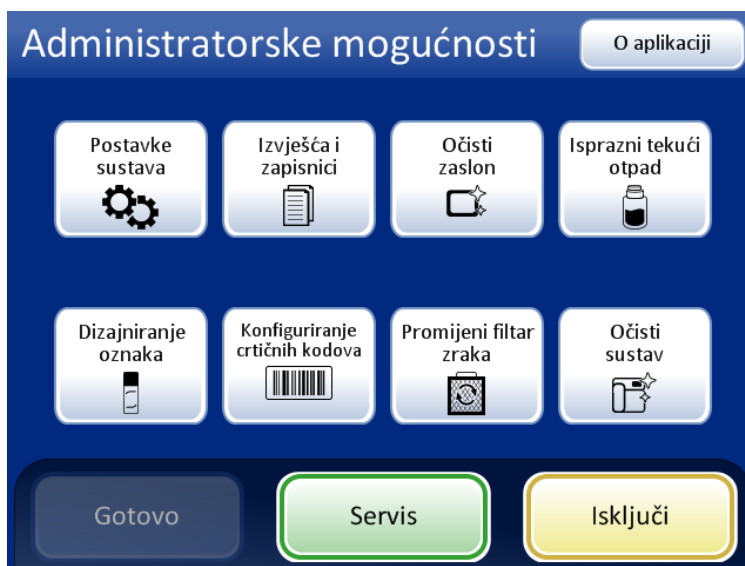 Administratorske mogućnosti
O aplikaciji
Postavke
sustava
Izvješća i
zapisnici
Očisti
zaslon
Isprazni tekući
otpad
Dizajniranje
oznaka
Konfiguriranje
crtičnih kodova
Promijeni filtar
zraka
Očisti
sustav
Gotovo
Servis
Isključi